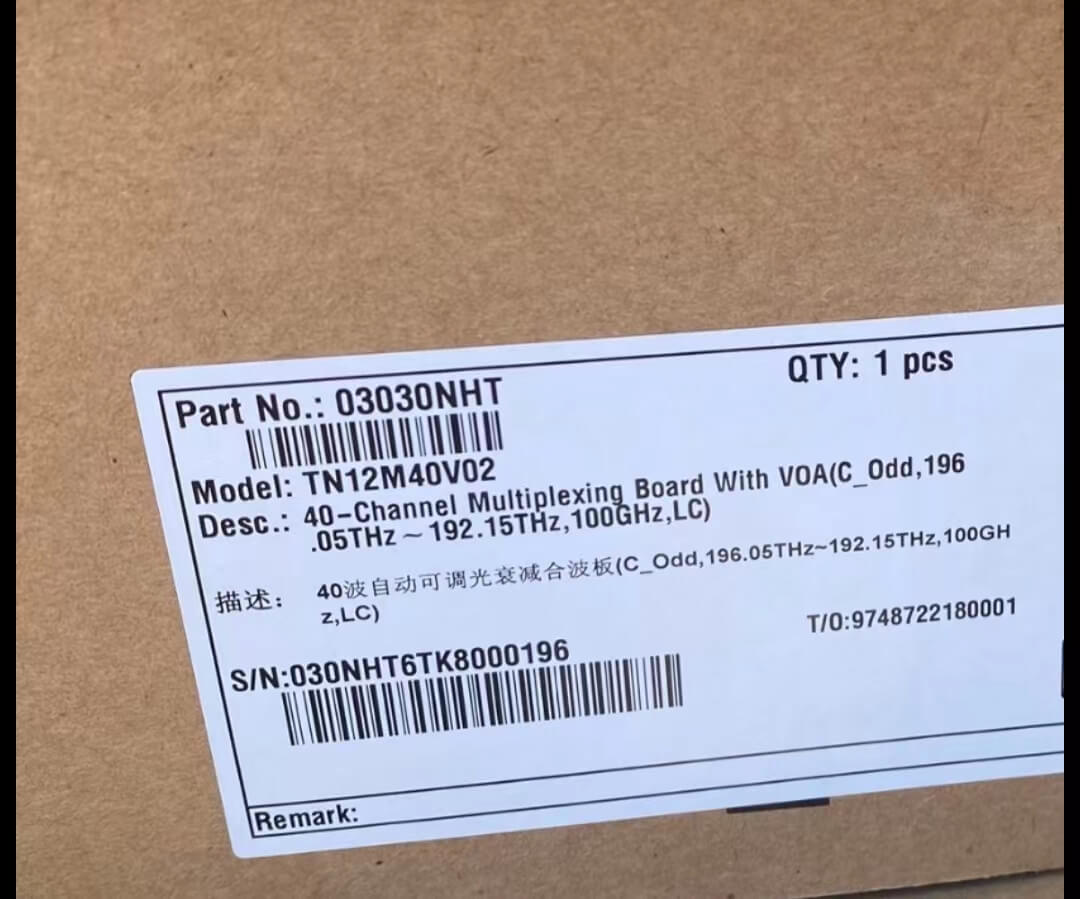 Part No.: 03030NHT
QTY: 1 pcs
Model: TN12M40V02
Desc.: 40-Channel Multiplexing Board With VOA(C_Odd,196
.05THz~192.15THz,100GHz,LC)
描述: 40波自动可调光衰减合波板(C_Odd,196.05THz~192.15THz,100GH
z,LC)
T/O:9748722180001
S/N:030NHT6TK8000196
Remark: